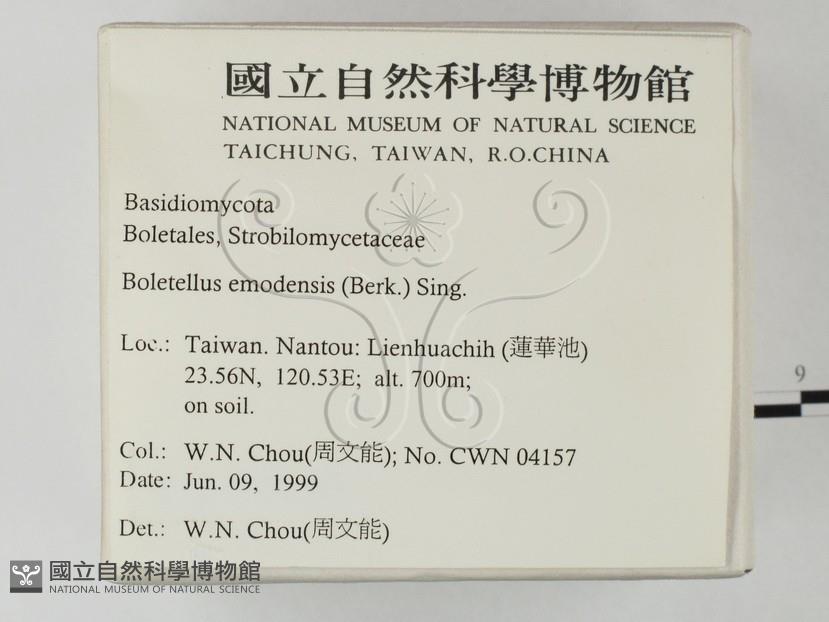 國立自然科學博物館
NATIONAL MUSEUM OF NATURAL SCIENCE
TAICHUNG, TAIWAN, R.O.CHINA
Basidiomycota
Boletales, Strobilomycetaceae
Boletellus emodensis (Berk.) Sing.
Loc.: Taiwan. Nantou: Lienhuachih (蓮華池)
23.56N, 120.53E; alt. 700m;
on soil.
Col.: W.N. Chou(周文能); No. CWN 04157
Date: Jun. 09, 1999
Det.: W.N. Chou(周文能)
9
國立自然科學博物館
NATIONAL MUSEUM OF NATURAL SCIENCE